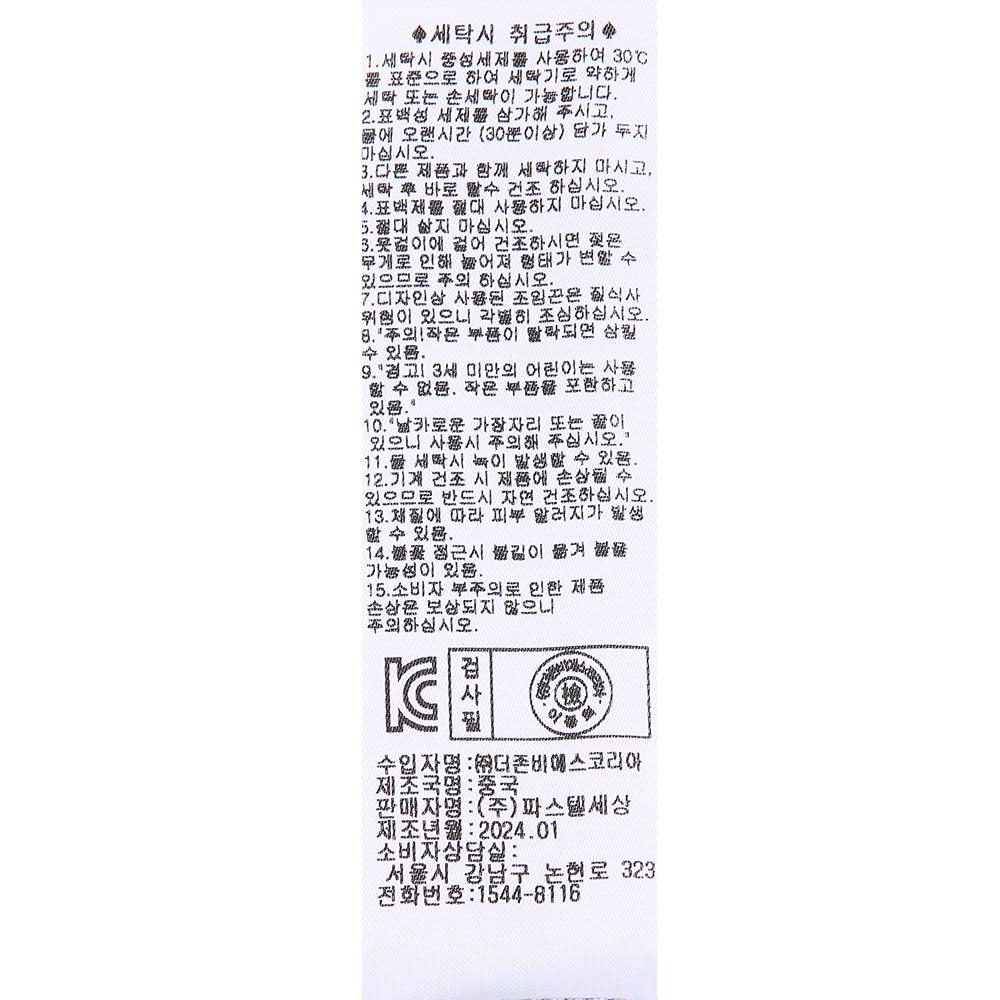 ♠세탁시 취급주의♠
1.세탁시 중성세제를 사용하여 30℃
를 표준으로 하여 세탁기로 약하게
세탁 또는 손세탁이 가능합니다.
2.표백성 세제를 삼가해 주시고,
물에 오랜시간 (30분이상) 담가 두지
마십시오.
3.다른 제품과 함께 세탁하지 마시고,
세탁 후 바로 탈수 건조 하십시오.
4.표백제를 절대 사용하지 마십시오.
5.절대 삶지 마십시오.
6.옷걸이에 걸어 건조하시면 젖은
무게로 인해 늘어져 형태가 변할 수
있으므로 주의 하십시오.
7.디자인상 사용된 조임끈은 질식사
위험이 있으니 각별히 조심하십시오.
8."주의!작은 부품이 탈락되면 삼킬
수 있음.
9."경고! 3세 미만의 어린이는 사용
할 수 없음. 작은 부품을 포함하고
있음."
10."날카로운 가장자리 또는 끝이
있으니 사용시 주의해 주십시오."
11.물 세탁시 녹이 발생할 수 있음.
12.기계 건조 시 제품에 손상될 수
있으므로 반드시 자연 건조하십시오.
13.체질에 따라 피부 알러지가 발생
할 수 있음.
14.불꽃 접근시 불길이 옮겨 붙을
가능성이 있음.
15.소비자 부주의로 인한 제품
손상은 보상되지 않으니
주의하십시오.
KC
검사필
수입자명:㈜더존비에스코리아
제조국명:중국
판매자명:(주)파스텔세상
제조년월:2024.01
소비자상담실:
서울시 강남구 논현로 323
전화번호:1544-8116